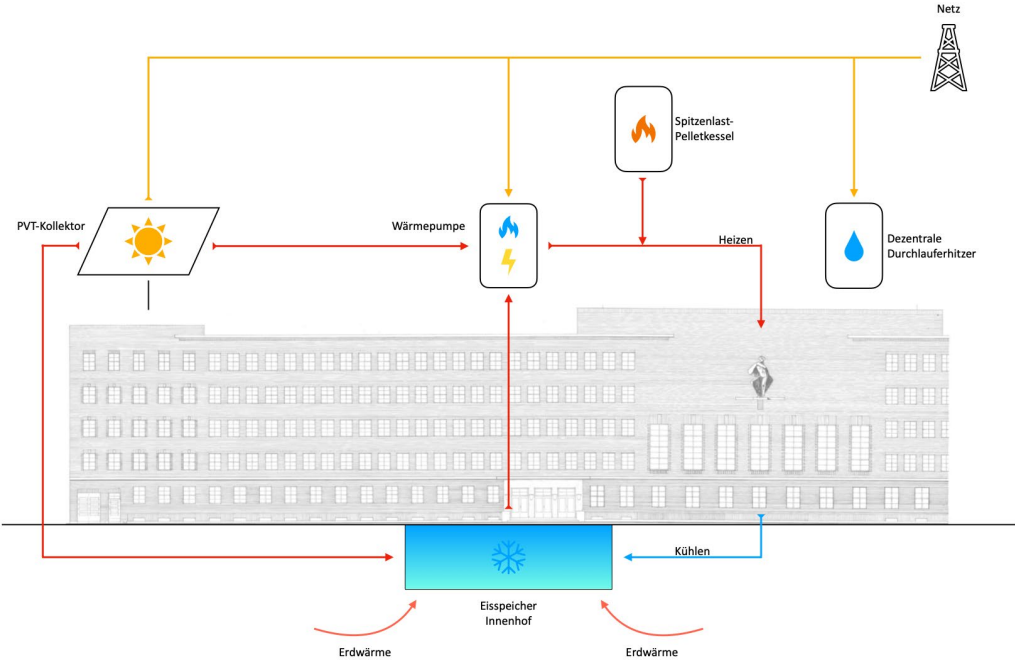 Netz
Spitzenlast-
Pelletkessel
PVT-Kollektor
Wärmepumpe
Heizen
Dezentrale
Durchlauferhitzer
Kühlen
Eisspeicher
Innenhof
Erdwärme
Erdwärme